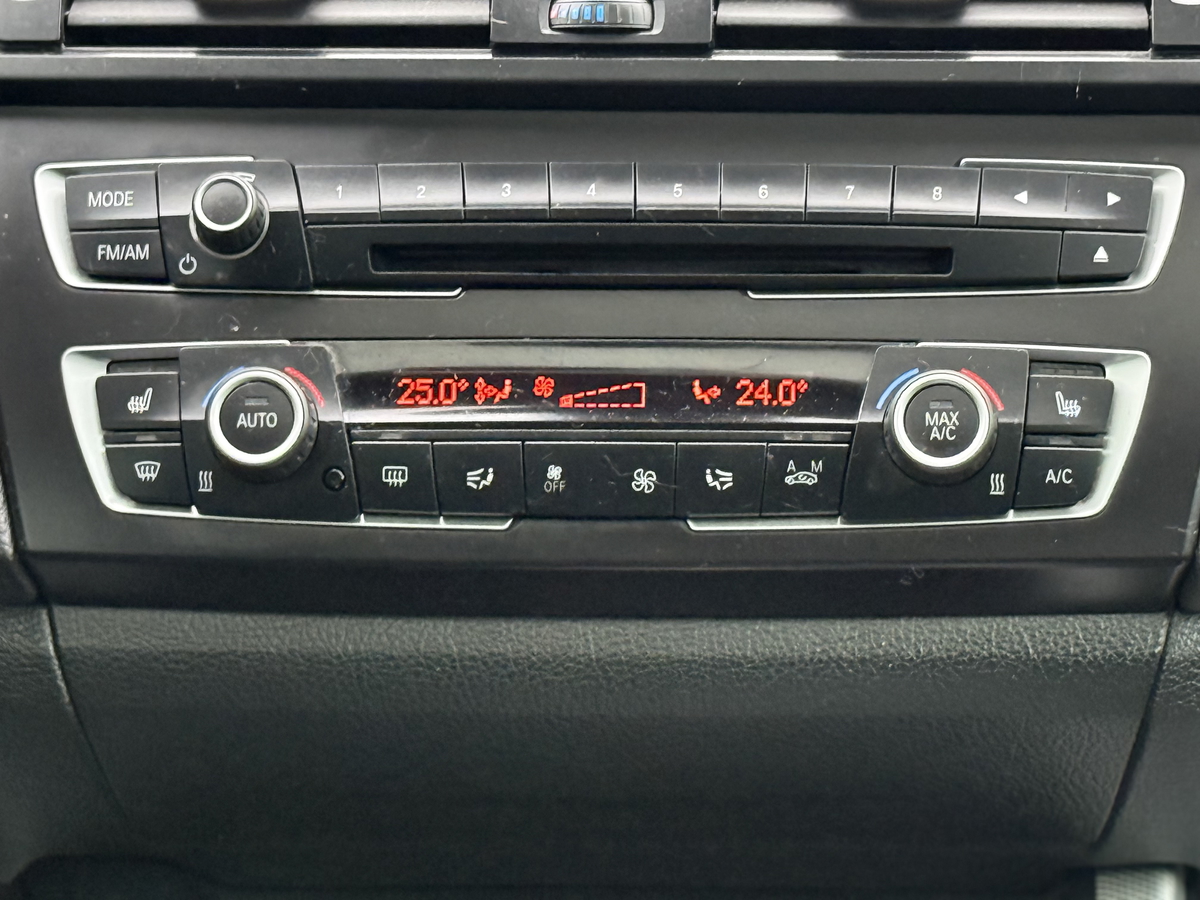 MODE
1 2 3 4 5 6 7 8
FM/AM
25.0° 24.0°
AUTO
MAX
A/C
OFF
A M
A/C